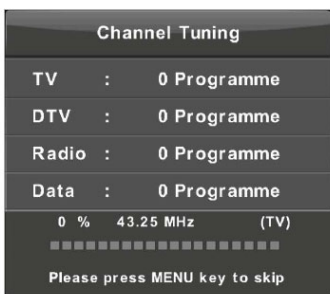 Channel Tuning
TV : 0 Programme
DTV : 0 Programme
Radio : 0 Programme
Data : 0 Programme
0 % 43.25 MHz (TV)
Please press MENU key to skip